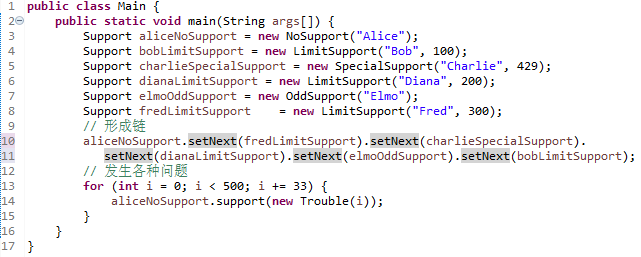 1 public class Main {
2 public static void main(String args[]) {
3 Support aliceNoSupport = new NoSupport("Alice");
4 Support bobLimitSupport = new LimitSupport("Bob", 100);
5 Support charlieSpecialSupport = new SpecialSupport("Charlie", 429);
6 Support dianaLimitSupport = new LimitSupport("Diana", 200);
7 Support elmoOddSupport = new OddSupport("Elmo");
8 Support fredLimitSupport = new LimitSupport("Fred", 300);
9 // 形成链
10 aliceNoSupport.setNext(fredLimitSupport).setNext(charlieSpecialSupport).
11 setNext(dianaLimitSupport).setNext(elmoOddSupport).setNext(bobLimitSupport);
12 // 发生各种问题
13 for (int i = 0; i < 500; i += 33) {
14 aliceNoSupport.support(new Trouble(i));
15 }
16 }
17 }